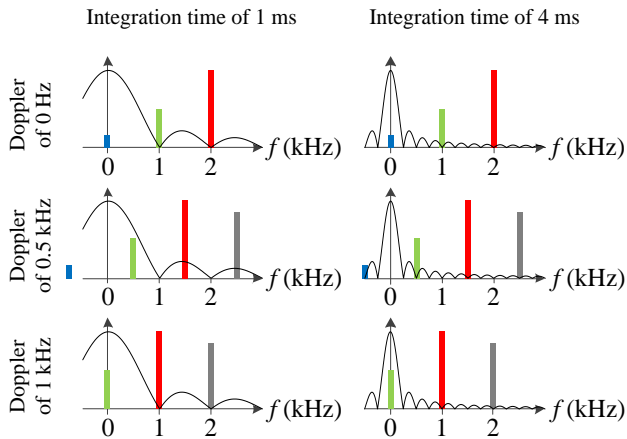 Integration time of 1 ms
Integration time of 4 ms
Doppler
of 0 Hz
0 1 2 f (kHz)
0 1 2 f (kHz)
Doppler
of 0.5 kHz
0 1 2 f (kHz)
0 1 2 f (kHz)
Doppler
of 1 kHz
0 1 2 f (kHz)
0 1 2 f (kHz)